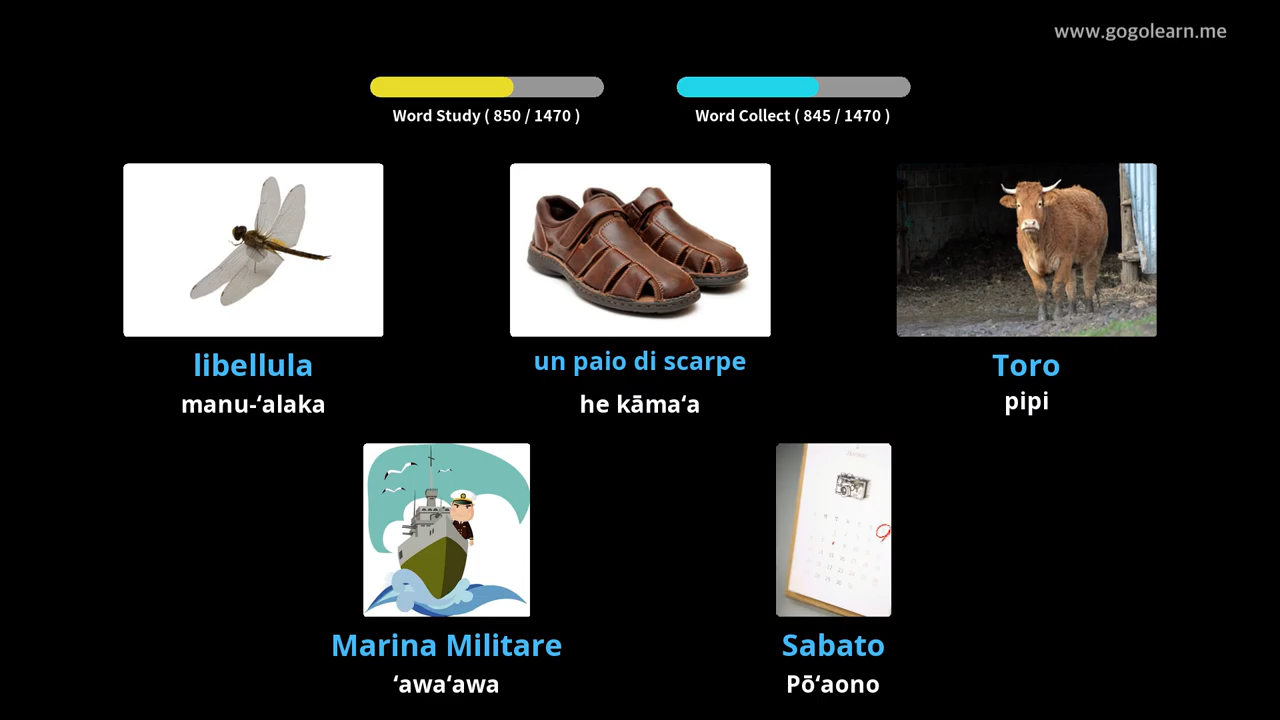 www.gogolearn.me
Word Study ( 850 / 1470 )
Word Collect ( 845 / 1470 )
libellula
manu-ʻalaka
un paio di scarpe
he kāmaʻa
Toro
pipi
Marina Militare
ʻawaʻawa
Sabato
Pōʻaono